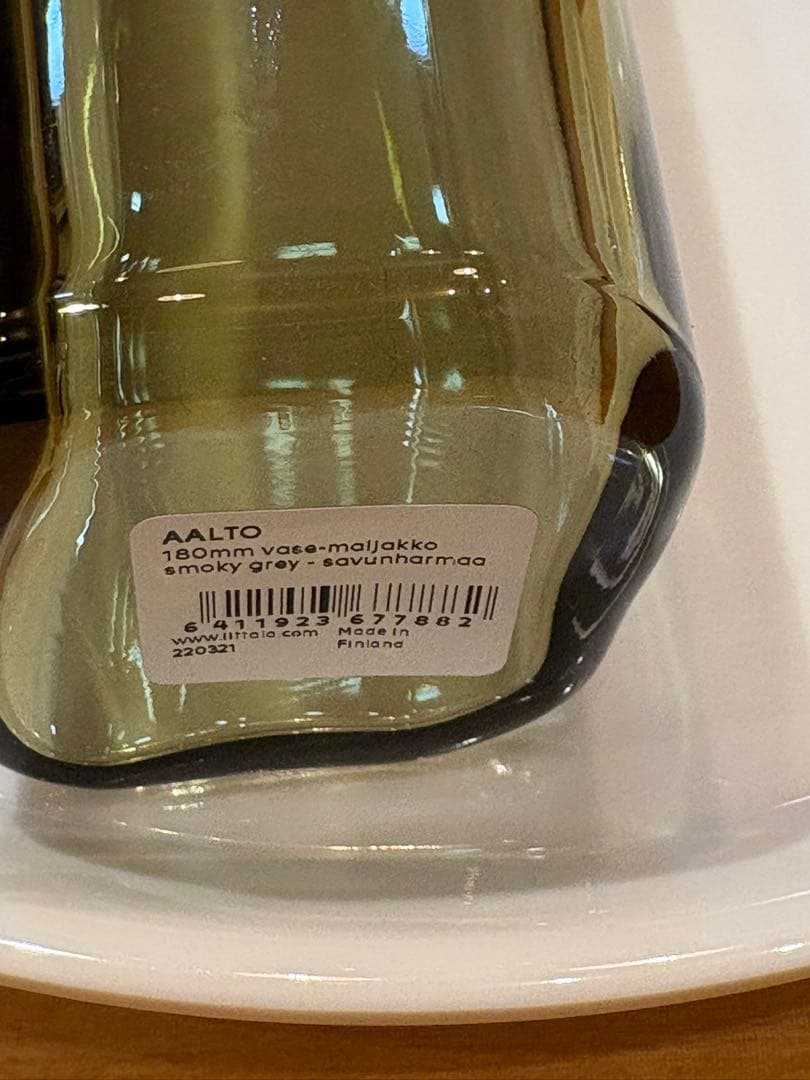 AALTO
180mm vase-maljakko
smoky grey - savunharmaa
6 411923 677882
www.iittala.com Made in
220321 Finland